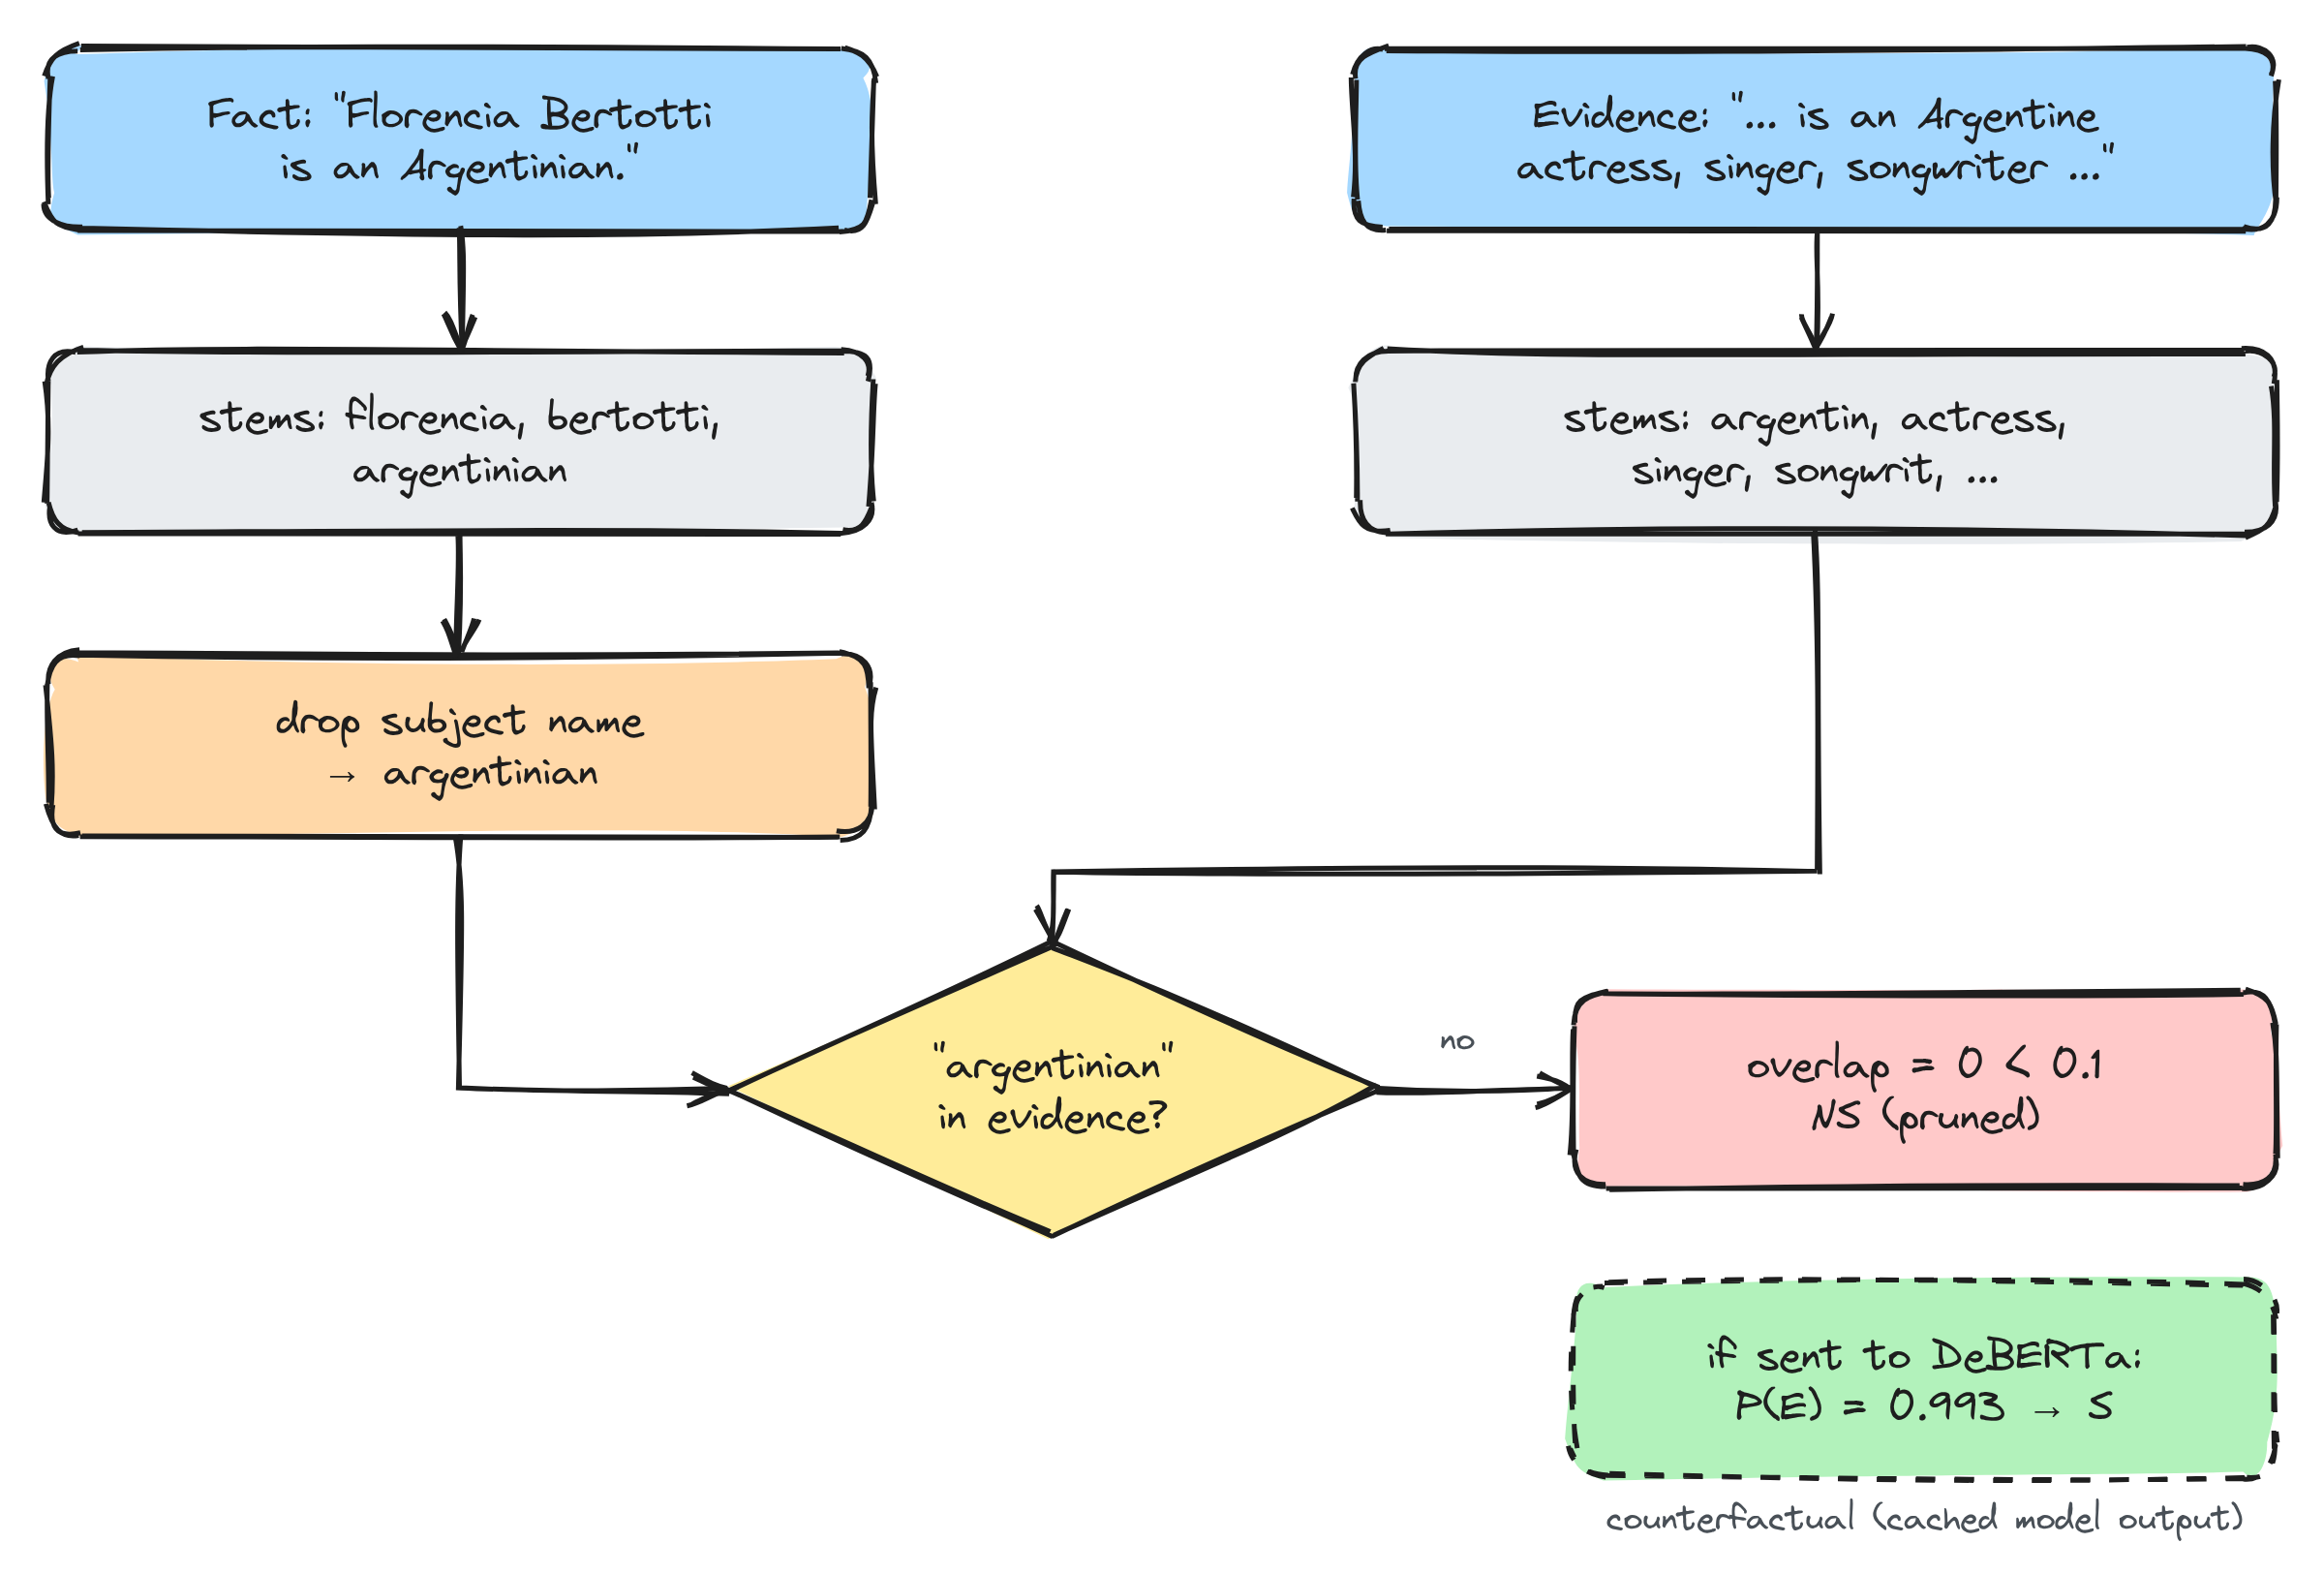 Fact: "Florencia Bertotti
is an Argentinian."
Evidence: "... is an Argentine
actress, singer, songwriter ..."
stems: florencia, bertotti,
argentinian
stems: argentin, actress,
singer, songwrit, ...
drop subject name
→ argentinian
"argentinian"
in evidence?
no
overlap = 0 < 0.1
NS (pruned)
if sent to DeBERTa:
P(E) = 0.993 → S
counterfactual (cached model output)